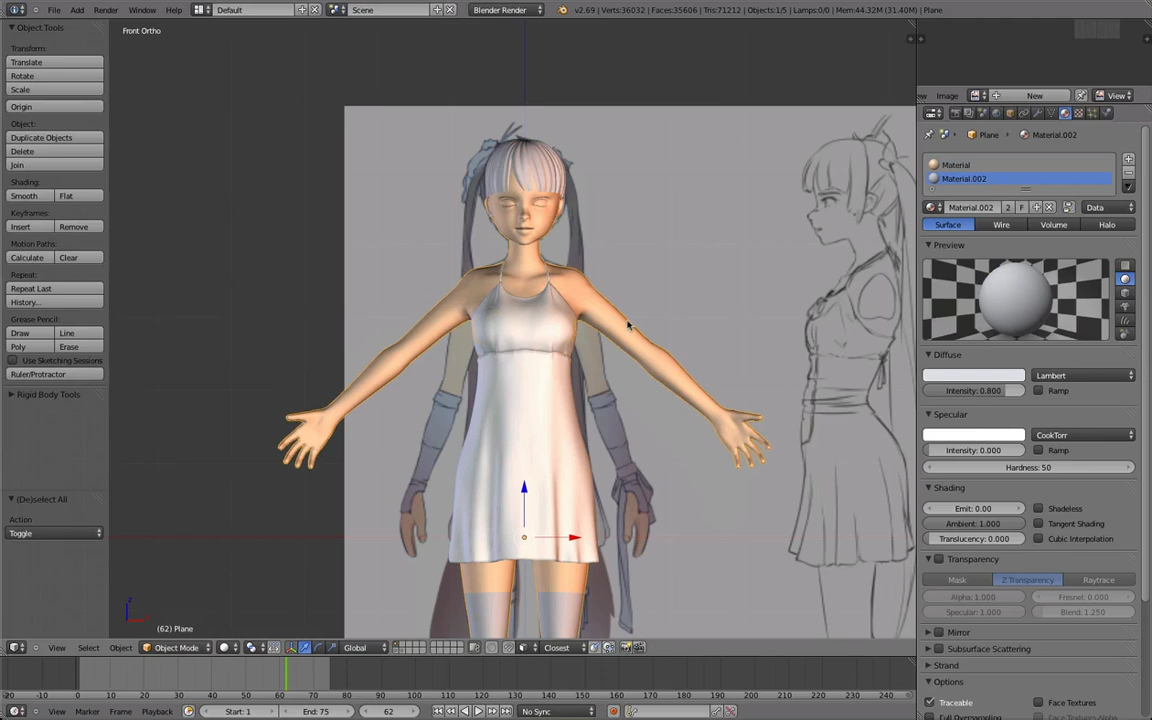 File Add Render Window Help Default Scene Blender Render v2.69 | Verts:36032 | Faces:35606 | Tris:71212 | Objects:1/5 | Lamps:0/0 | Mem:44.32M (31.40M) | Plane
Object Tools
Transform:
Translate
Rotate
Scale
Origin
Object:
Duplicate Objects
Delete
Join
Shading:
Smooth Flat
Keyframes:
Insert Remove
Motion Paths:
Calculate Clear
Repeat:
Repeat Last
History...
Grease Pencil:
Draw Line
Poly Erase
Use Sketching Sessions
Ruler/Protractor
Rigid Body Tools
(De)select All
Action
Toggle
Front Ortho
z
(62) Plane
View Select Object Object Mode Global Closest
-10 0 10 20 30 40 50 60 70 80 90 100 110 120 130 140 150 160 170 180 190 200 210 220 230 240
View Marker Frame Playback Start: 1 End: 75 62 No Sync
Image New View
Plane Material.002
Material
Material.002
Material.002 2 F Data
Surface Wire Volume Halo
Preview
Diffuse
Lambert
Intensity: 0.800 Ramp
Specular
CookTorr
Intensity: 0.000 Ramp
Hardness: 50
Shading
Emit: 0.00 Shadeless
Ambient: 1.000 Tangent Shading
Translucency: 0.000 Cubic Interpolation
Transparency
Mask Z Transparency Raytrace
Alpha: 1.000 Fresnel: 0.000
Specular: 1.000 Blend: 1.250
Mirror
Subsurface Scattering
Strand
Options
Traceable Face Textures